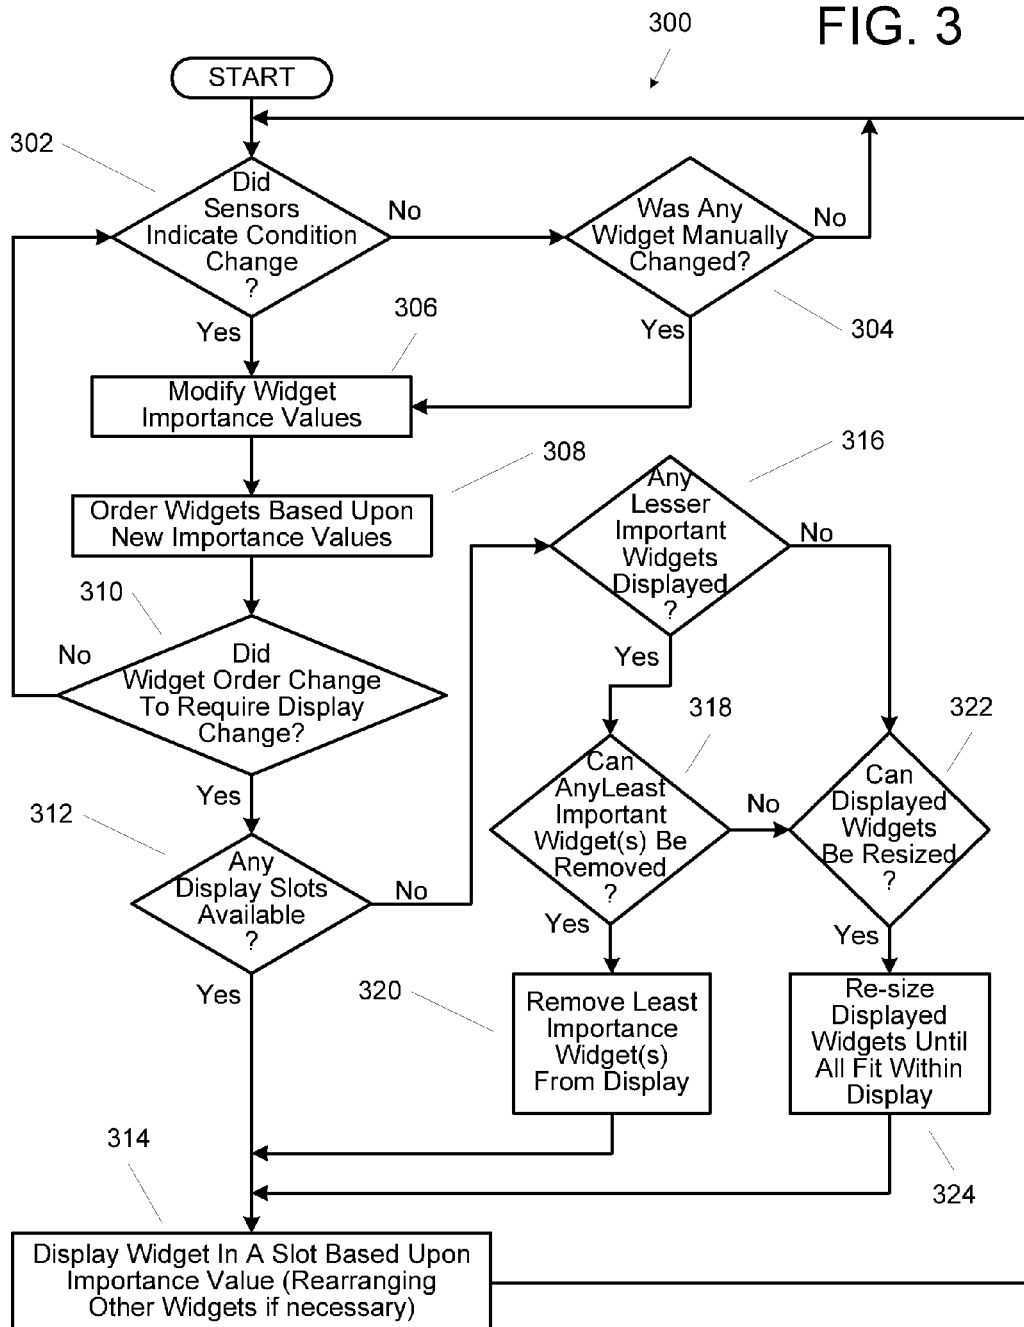 FIG. 3
300
START
302
Did
Sensors
Indicate Condition
Change
?
No
Was Any
Widget Manually
Changed?
No
304
Yes
Yes
306
Modify Widget
Importance Values
308
Order Widgets Based Upon
New Importance Values
310
Did
Widget Order Change
To Require Display
Change?
No
Yes
312
Any
Display Slots
Available
?
No
Yes
316
Any
Lesser
Important
Widgets
Displayed
?
No
Yes
318
Can
AnyLeast
Important
Widget(s) Be
Removed
?
No
Yes
322
Can
Displayed
Widgets
Be Resized
?
Yes
320
Remove Least
Importance
Widget(s)
From Display
Re-size
Displayed
Widgets Until
All Fit Within
Display
324
314
Display Widget In A Slot Based Upon
Importance Value (Rearranging
Other Widgets if necessary)